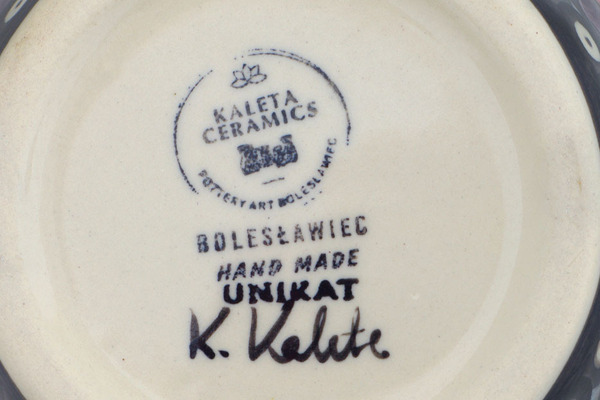 KALETA
CERAMICS
POTTERY ART BOLESŁAWIEC
BOLESŁAWIEC
HAND MADE
UNIKAT
K. Kaleta